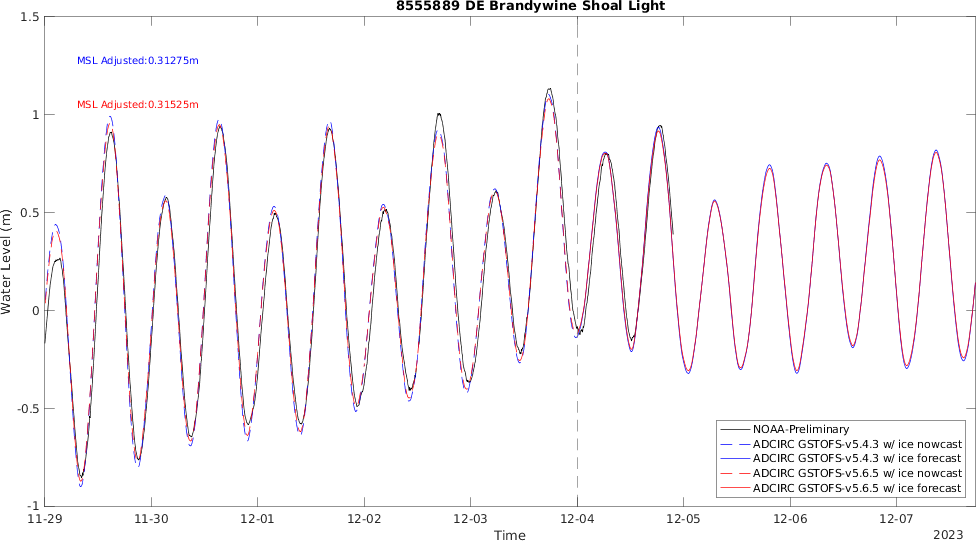 8555889 DE Brandywine Shoal Light
1.5
MSL Adjusted:0.31275m
MSL Adjusted:0.31525m
1
0.5
Water Level (m)
0
-0.5
NOAA-Preliminary
ADCIRC GSTOFS-v5.4.3 w/ ice nowcast
ADCIRC GSTOFS-v5.4.3 w/ ice forecast
ADCIRC GSTOFS-v5.6.5 w/ ice nowcast
ADCIRC GSTOFS-v5.6.5 w/ ice forecast
-1
11-29 11-30 12-01 12-02 12-03 12-04 12-05 12-06 12-07
Time
2023